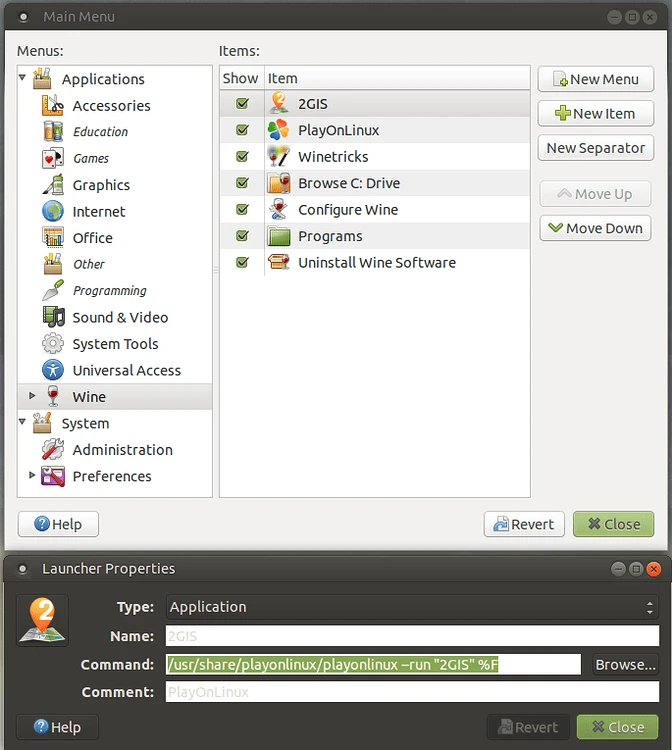 Main Menu
Menus:
Items:
Applications
Accessories
Education
Games
Graphics
Internet
Office
Other
Programming
Sound & Video
System Tools
Universal Access
Wine
System
Administration
Preferences
Show Item
2GIS
PlayOnLinux
Winetricks
Browse C: Drive
Configure Wine
Programs
Uninstall Wine Software
New Menu
New Item
New Separator
Move Up
Move Down
Help
Revert
Close
Launcher Properties
2
Type: Application
Name: 2GIS
Command: /usr/share/playonlinux/playonlinux –run "2GIS" %F Browse...
Comment: PlayOnLinux
Help
Revert
Close